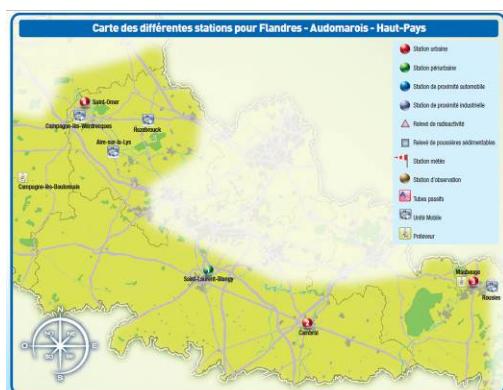 Carte des différentes stations pour Flandres - Audomarois - Haut-Pays
Station urbaine
Station périurbaine
Station de proximité automobile
Station de proximité industrielle
Relevé de radioactivité
Relevé de poussières sédimentables
Station météo
Station d'observation
Tubes passifs
Unité Mobile
Préleveur
Saint-Omer
Campagne-lès-Wardrecques
Hazebrouck
Aire-sur-la-Lys
Campagne-lès-Boulonnais
Saint-Laurent-Blangy
Maubeuge
Rousies
Cambrai
N
O
E
S